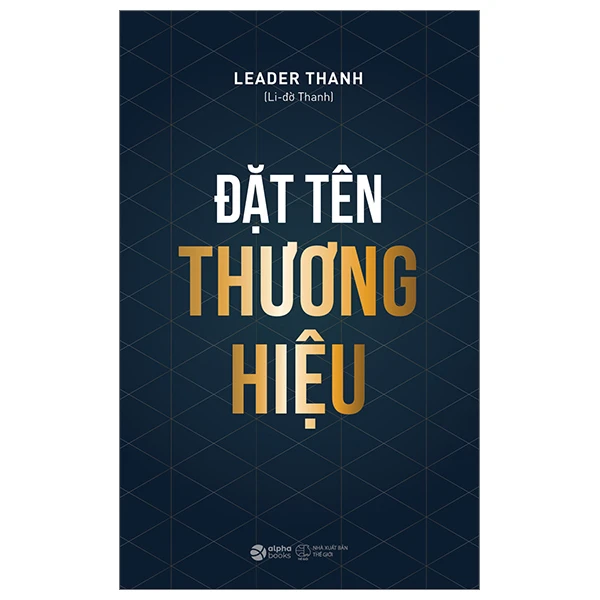 LEADER THANH
(Li-đờ Thanh)
ĐẶT TÊN
THƯƠNG
HIỆU
alpha books
NHÀ XUẤT BẢN
THẾ GIỚI